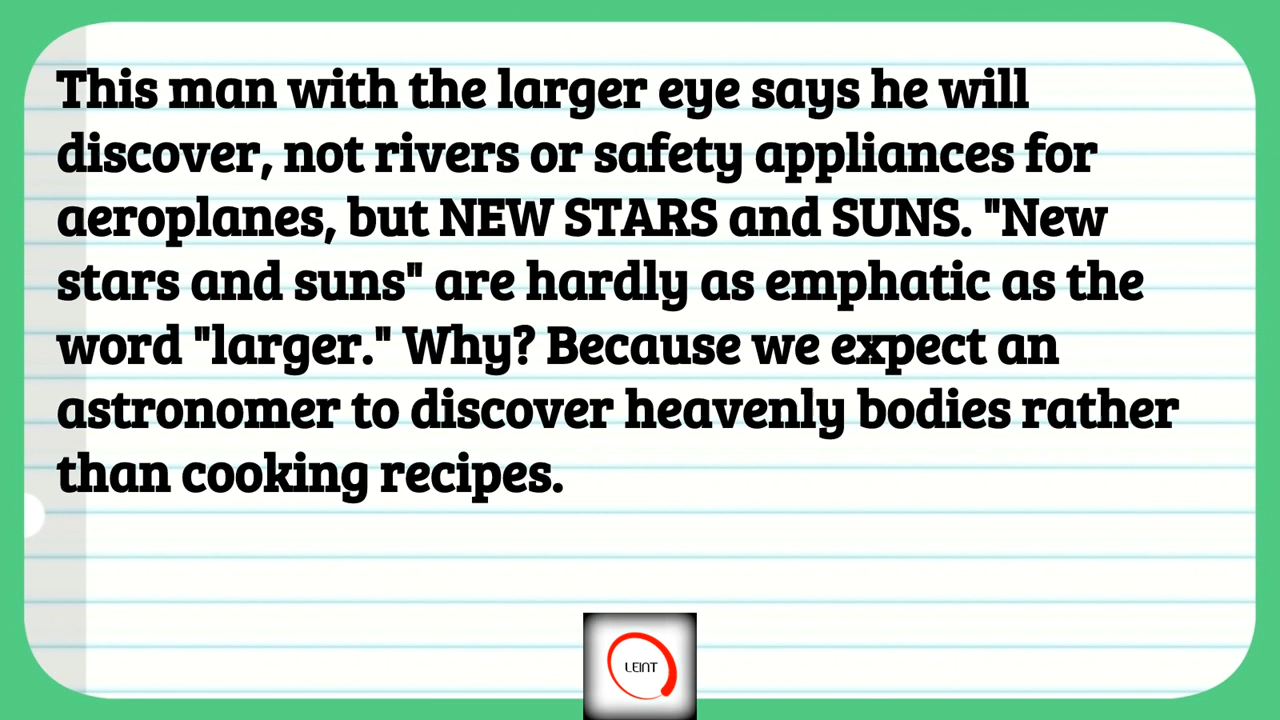 This man with the larger eye says he will
discover, not rivers or safety appliances for
aeroplanes, but NEW STARS and SUNS. "New
stars and suns" are hardly as emphatic as the
word "larger." Why? Because we expect an
astronomer to discover heavenly bodies rather
than cooking recipes.
LEINT